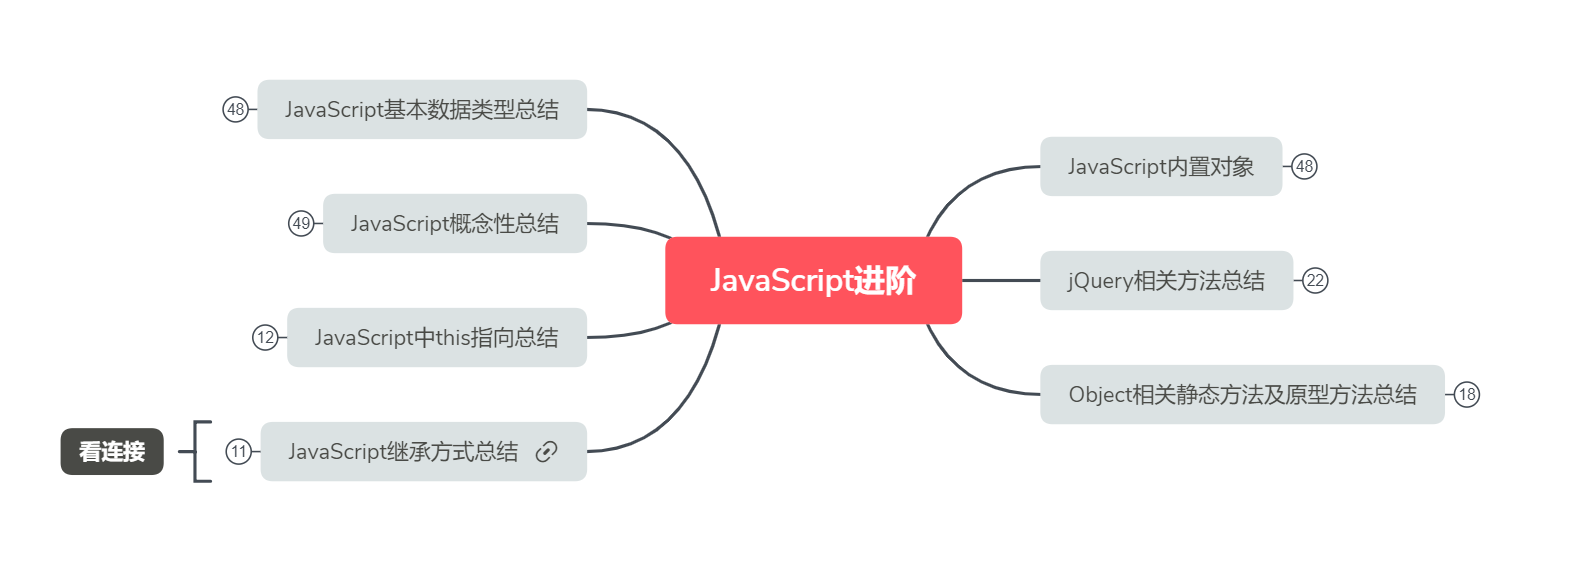 JavaScript进阶
JavaScript内置对象
48
jQuery相关方法总结
22
Object相关静态方法及原型方法总结
18
48
JavaScript基本数据类型总结
49
JavaScript概念性总结
12
JavaScript中this指向总结
看连接
11
JavaScript继承方式总结